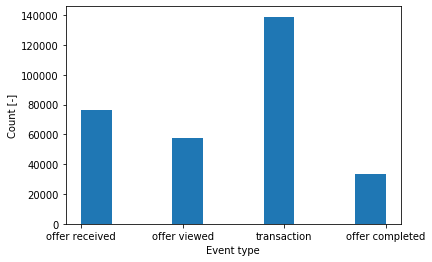 140000
120000
100000
80000
60000
40000
20000
0
Count [-]
offer received offer viewed transaction offer completed
Event type